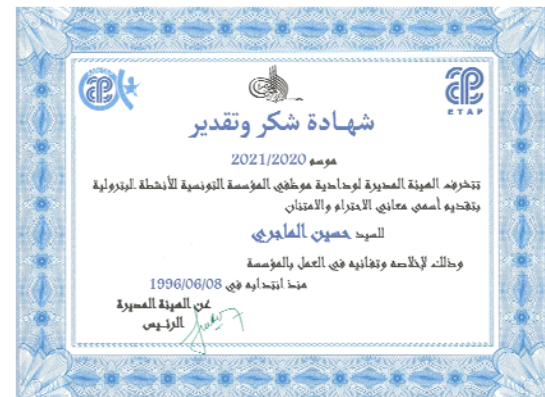 ETAP
شهادة شكر وتقدير
موسم 2021/2020
تتشرف الهيئة المديرة لودادية موظفي المؤسسة التونسية للأنشطة البترولية
بتقديم أسمى معاني الاحترام والامتنان
للسيد حسين الماجري
وذلك لإخلاصه وتفانيه في العمل بالمؤسسة
منذ انتدابه في 1996/06/08
عن الهيئة المديرة
الرئيس